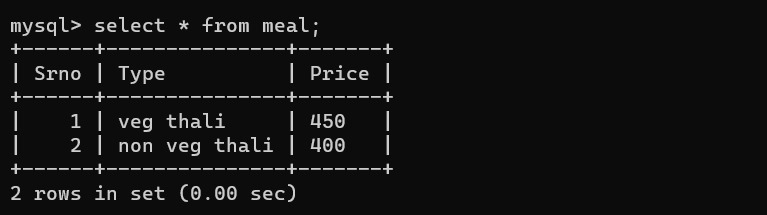 mysql> select * from meal;
+------+--------------+-------+
| Srno | Type         | Price |
+------+--------------+-------+
|    1 | veg thali    | 450   |
|    2 | non veg thali | 400   |
+------+--------------+-------+
2 rows in set (0.00 sec)